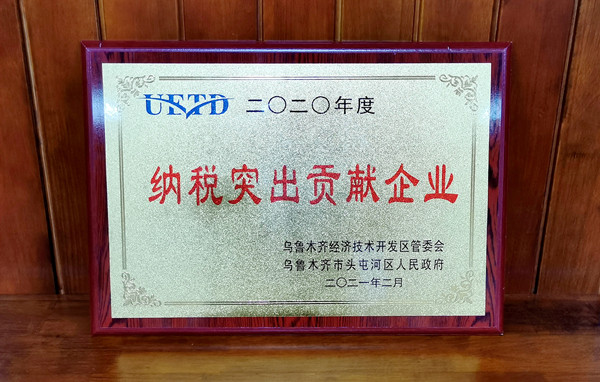 UETD 二〇二〇年度
纳税突出贡献企业
乌鲁木齐经济技术开发区管委会
乌鲁木齐市头屯河区人民政府
二〇二一年二月